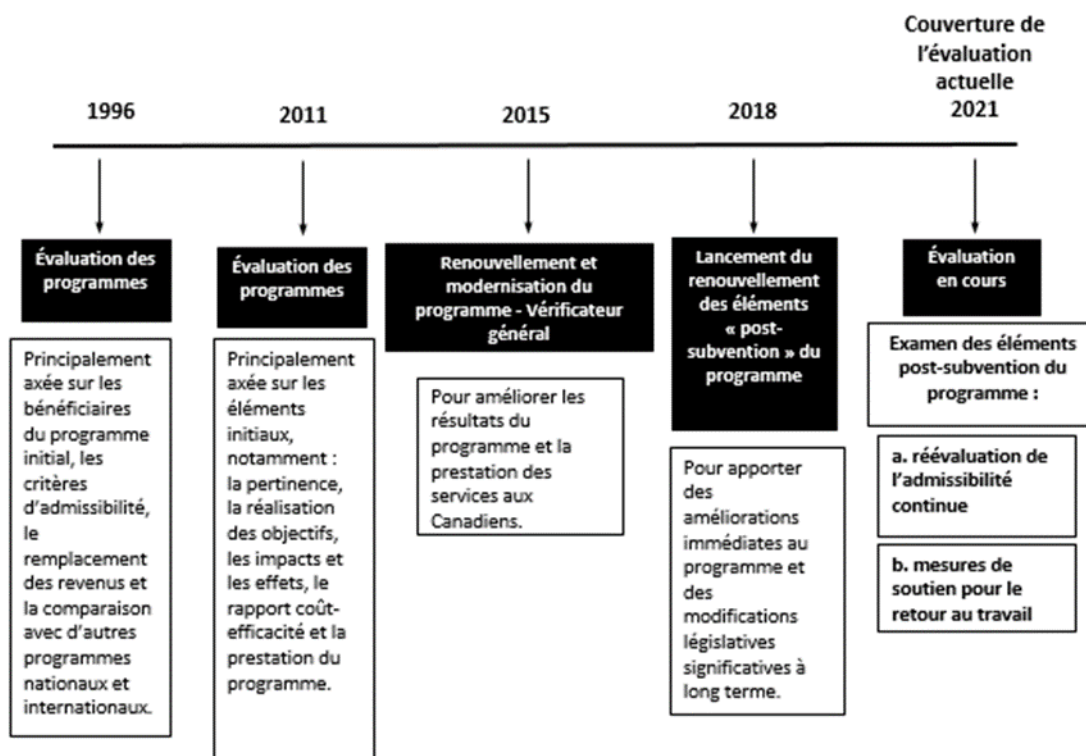 Couverture de
l'évaluation
actuelle
1996
2011
2015
2018
2021
Évaluation des
programmes
Principalement
axée sur les
bénéficiaires
du programme
initial, les
critères
d'admissibilité,
le
remplacement
des revenus et
la comparaison
avec d'autres
programmes
nationaux et
internationaux.
Évaluation des
programmes
Principalement
axée sur les
éléments
initiaux,
notamment :
la pertinence,
la réalisation
des objectifs,
les impacts et
les effets, le
rapport coût-
efficacité et la
prestation du
programme.
Renouvellement et
modernisation du
programme - Vérificateur
général
Pour améliorer les
résultats du
programme et la
prestation des
services aux
Canadiens.
Lancement du
renouvellement
des éléments
« post-
subvention » du
programme
Pour apporter
des
améliorations
immédiates au
programme et
des
modifications
législatives
significatives à
long terme.
Évaluation
en cours
Examen des éléments
post-subvention du
programme :
a. réévaluation de
l'admissibilité
continue
b. mesures de
soutien pour le
retour au travail